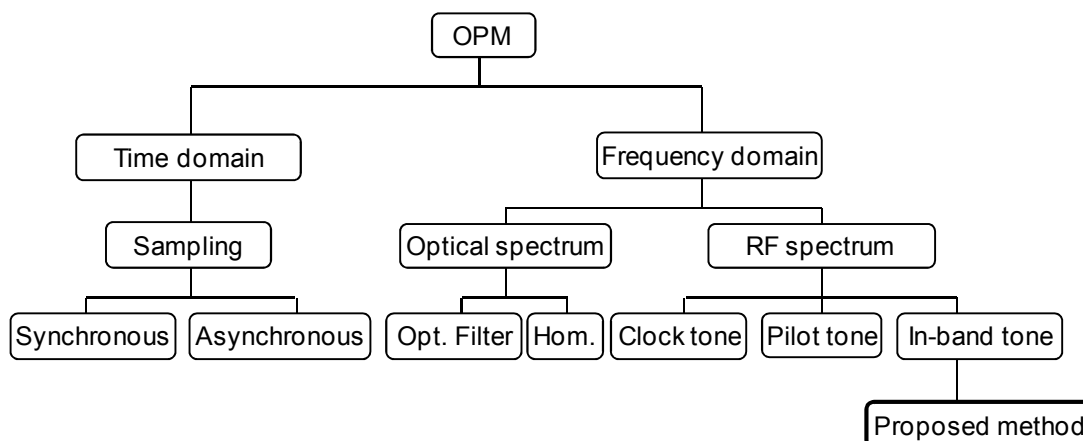 OPM
Time domain
Frequency domain
Sampling
Optical spectrum
RF spectrum
Synchronous
Asynchronous
Opt. Filter
Hom.
Clock tone
Pilot tone
In-band tone
Proposed method